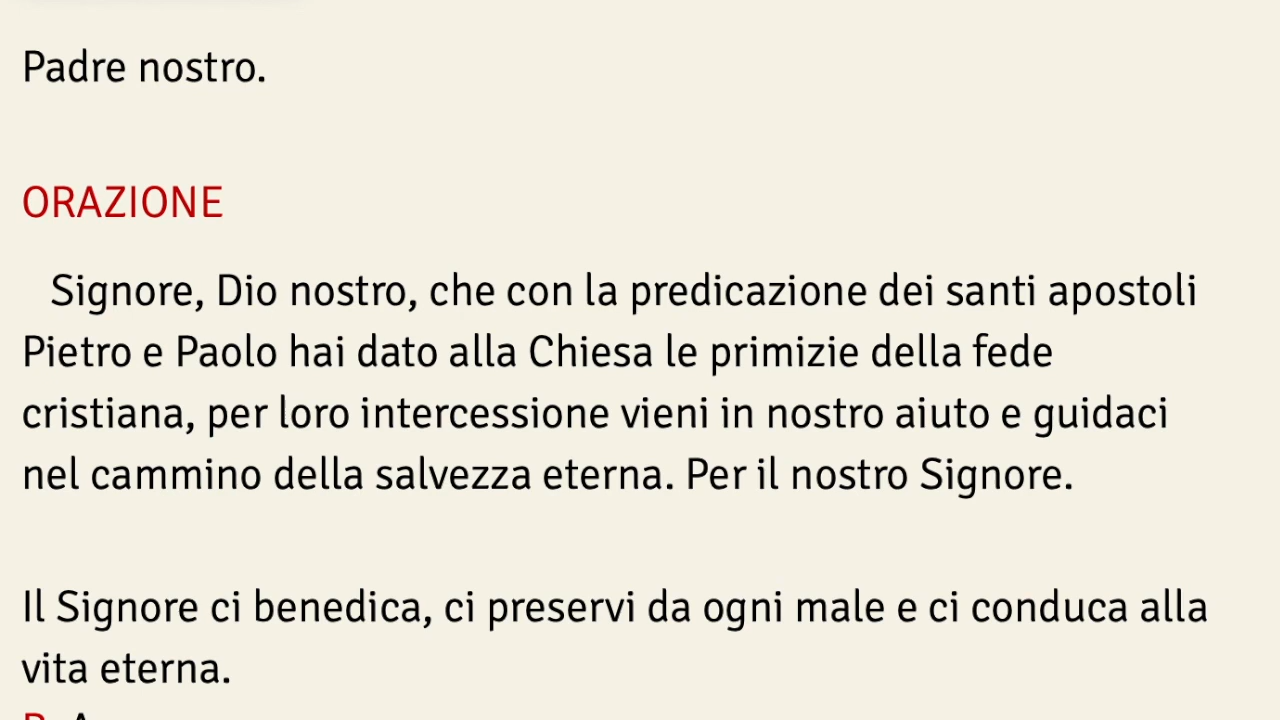 Padre nostro.
ORAZIONE
Signore, Dio nostro, che con la predicazione dei santi apostoli
Pietro e Paolo hai dato alla Chiesa le primizie della fede
cristiana, per loro intercessione vieni in nostro aiuto e guidaci
nel cammino della salvezza eterna. Per il nostro Signore.
Il Signore ci benedica, ci preservi da ogni male e ci conduca alla
vita eterna.